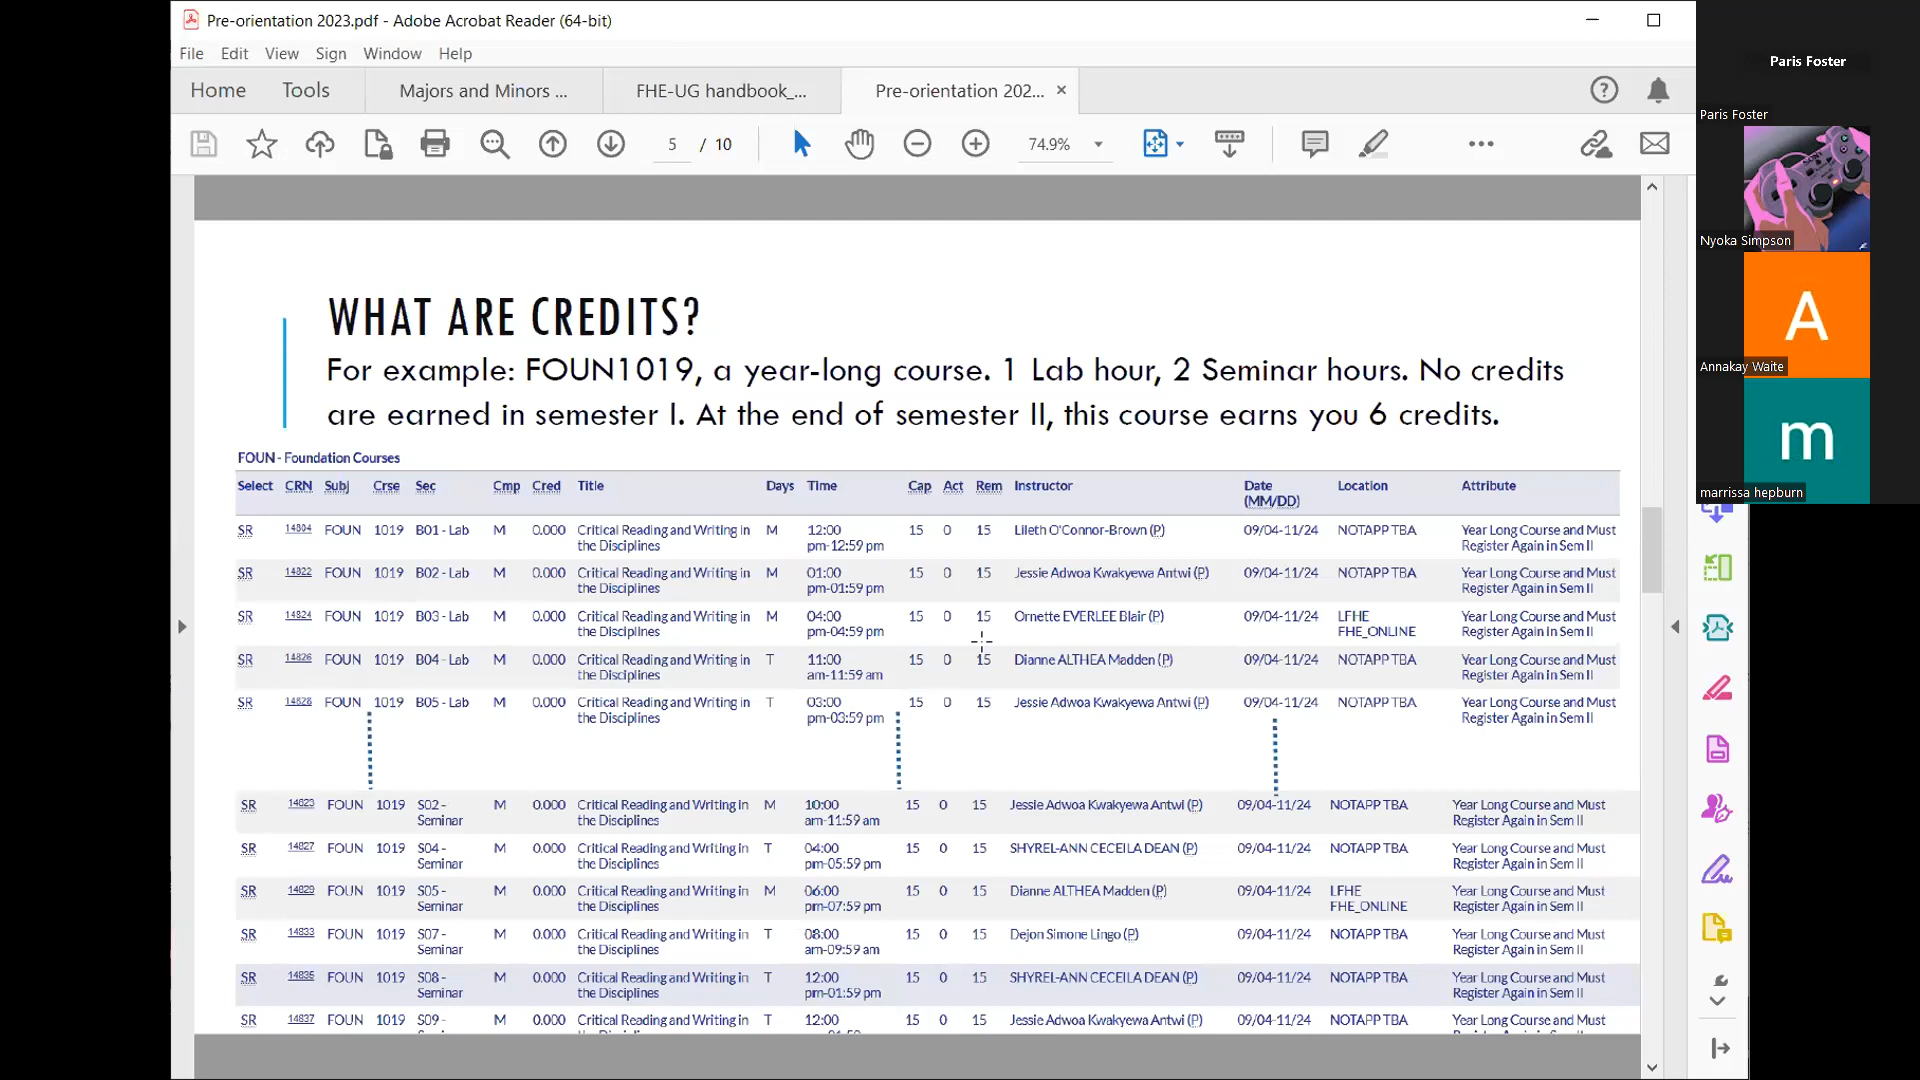 Pre-orientation 2023.pdf - Adobe Acrobat Reader (64-bit)
File Edit View Window Sign Help
Home Tools Majors and Minors ... FHE-UG handbook_... Pre-orientation 202... ×
5 / 10 74.9%
WHAT ARE CREDITS?
For example: FOUN1019, a year-long course. 1 Lab hour, 2 Seminar hours. No credits
are earned in semester I. At the end of semester II, this course earns you 6 credits.
FOUN - Foundation Courses
Select CRN Subj Crse Sec Cmp Cred Title Days Time Cap Act Rem Instructor Date (MM/DD) Location Attribute
SR 14804 FOUN 1019 B01 - Lab M 0.000 Critical Reading and Writing in M 12:00 15 0 15 Lileth O'Connor-Brown (P) 09/04-11/24 NOTAPP TBA Year Long Course and Must
the Disciplines pm-12:59 pm Register Again in Sem II
SR 14822 FOUN 1019 B02 - Lab M 0.000 Critical Reading and Writing in M 01:00 15 0 15 Jessie Adwoa Kwakyewa Antwi (P) 09/04-11/24 NOTAPP TBA Year Long Course and Must
the Disciplines pm-01:59 pm Register Again in Sem II
SR 14824 FOUN 1019 B03 - Lab M 0.000 Critical Reading and Writing in M 04:00 15 0 15 Ornette EVERLEE Blair (P) 09/04-11/24 LFHE Year Long Course and Must
the Disciplines pm-04:59 pm FHE_ONLINE Register Again in Sem II
SR 14826 FOUN 1019 B04 - Lab M 0.000 Critical Reading and Writing in T 11:00 15 0 15 Dianne ALTHEA Madden (P) 09/04-11/24 NOTAPP TBA Year Long Course and Must
the Disciplines am-11:59 am Register Again in Sem II
SR 14828 FOUN 1019 B05 - Lab M 0.000 Critical Reading and Writing in T 03:00 15 0 15 Jessie Adwoa Kwakyewa Antwi (P) 09/04-11/24 NOTAPP TBA Year Long Course and Must
the Disciplines pm-03:59 pm Register Again in Sem II
SR 14823 FOUN 1019 S02 - M 0.000 Critical Reading and Writing in M 10:00 15 0 15 Jessie Adwoa Kwakyewa Antwi (P) 09/04-11/24 NOTAPP TBA Year Long Course and Must
Seminar the Disciplines am-11:59 am Register Again in Sem II
SR 14827 FOUN 1019 S04 - M 0.000 Critical Reading and Writing in T 04:00 15 0 15 SHYREL-ANN CECEILA DEAN (P) 09/04-11/24 NOTAPP TBA Year Long Course and Must
Seminar the Disciplines pm-05:59 pm Register Again in Sem II
SR 14829 FOUN 1019 S05 - M 0.000 Critical Reading and Writing in M 06:00 15 0 15 Dianne ALTHEA Madden (P) 09/04-11/24 LFHE Year Long Course and Must
Seminar the Disciplines pm-07:59 pm FHE_ONLINE Register Again in Sem II
SR 14833 FOUN 1019 S07 - M 0.000 Critical Reading and Writing in T 08:00 15 0 15 Dejon Simone Lingo (P) 09/04-11/24 NOTAPP TBA Year Long Course and Must
Seminar the Disciplines am-09:59 am Register Again in Sem II
SR 14835 FOUN 1019 S08 - M 0.000 Critical Reading and Writing in T 12:00 15 0 15 SHYREL-ANN CECEILA DEAN (P) 09/04-11/24 NOTAPP TBA Year Long Course and Must
Seminar the Disciplines pm-01:59 pm Register Again in Sem II
SR 14837 FOUN 1019 S09 - M 0.000 Critical Reading and Writing in T 12:00 15 0 15 Jessie Adwoa Kwakyewa Antwi (P) 09/04-11/24 NOTAPP TBA Year Long Course and Must
Paris Foster
Paris Foster
Nyoka Simpson
A
Annakay Waite
m
marrissa hepburn